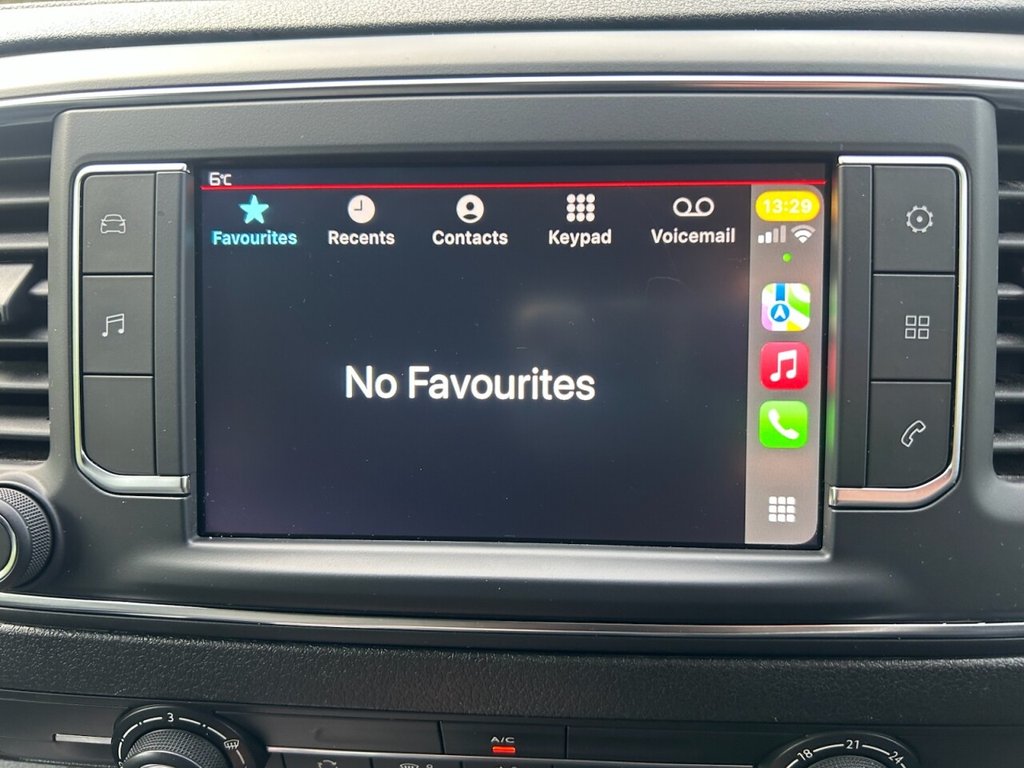 6°C
Favourites Recents Contacts Keypad Voicemail
13:29
No Favourites
3
A/C
18 21 24